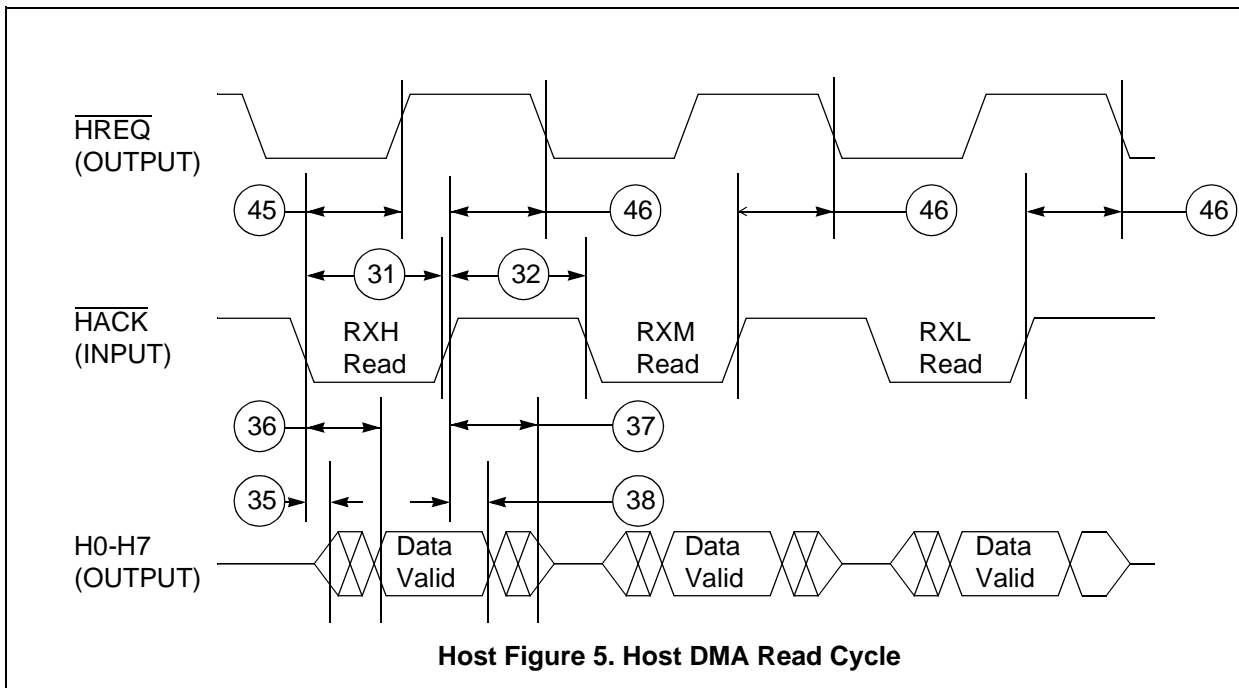 HREQ
(OUTPUT)
45
46
46
46
31
32
HACK
(INPUT)
RXH
Read
RXM
Read
RXL
Read
36
37
35
38
H0-H7
(OUTPUT)
Data
Valid
Data
Valid
Data
Valid
Host Figure 5. Host DMA Read Cycle